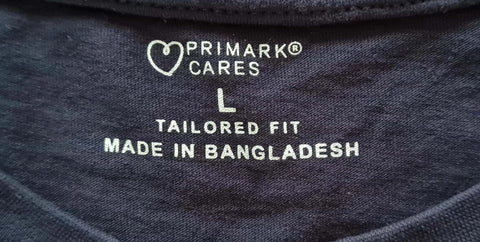 PRIMARK®
CARES
L
TAILORED FIT
MADE IN BANGLADESH